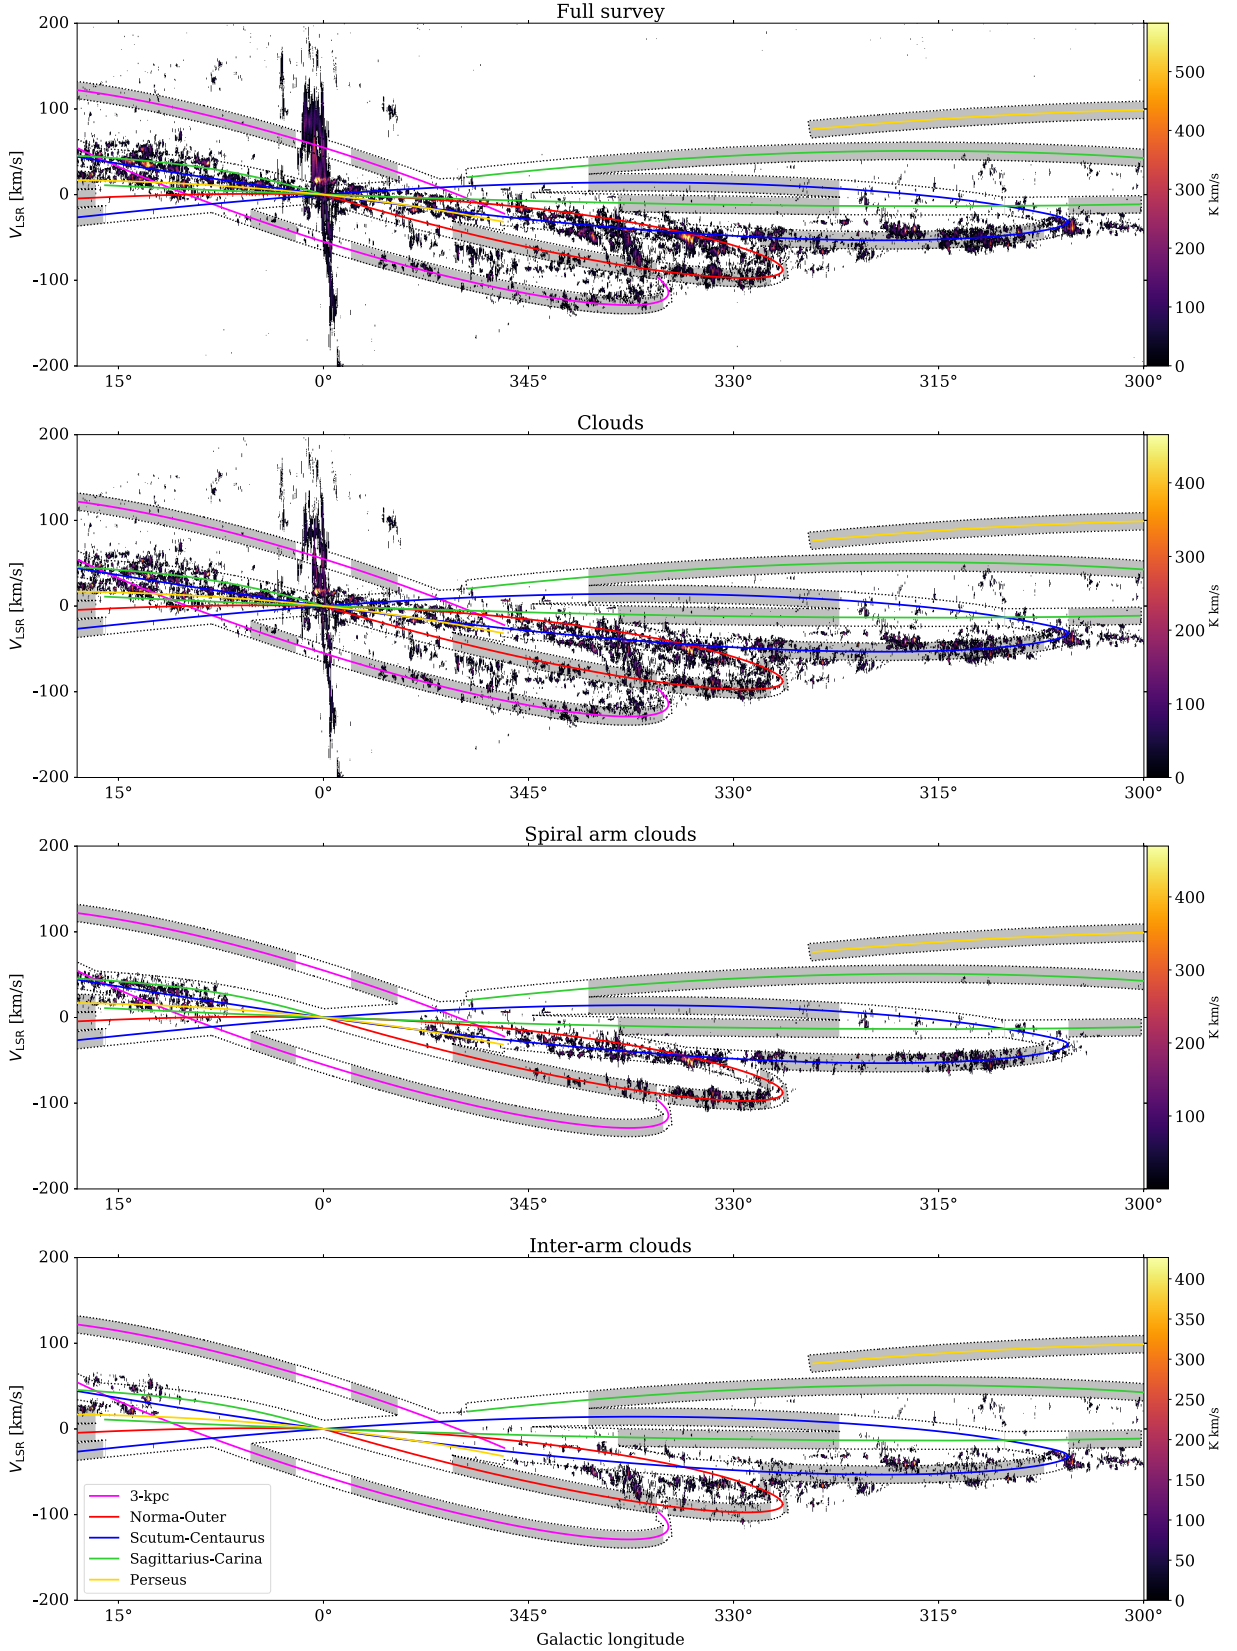 Full survey
200
100
0
-100
-200
V_LSR [km/s]
15° 0° 345° 330° 315° 300°
500
400
300
200
100
0
K km/s
Clouds
200
100
0
-100
-200
V_LSR [km/s]
15° 0° 345° 330° 315° 300°
400
300
200
100
0
K km/s
Spiral arm clouds
200
100
0
-100
-200
V_LSR [km/s]
15° 0° 345° 330° 315° 300°
400
300
200
100
K km/s
Inter-arm clouds
200
100
0
-100
-200
V_LSR [km/s]
3-kpc
Norma-Outer
Scutum-Centaurus
Sagittarius-Carina
Perseus
15° 0° 345° 330° 315° 300°
Galactic longitude
400
350
300
250
200
150
100
50
0
K km/s